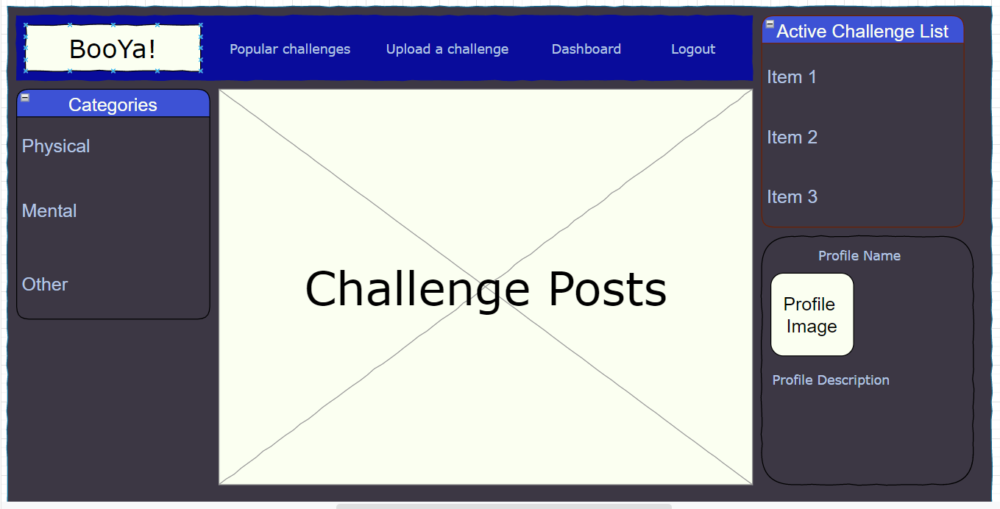 BooYa!
Popular challenges
Upload a challenge
Dashboard
Logout
Categories
Physical
Mental
Other
Challenge Posts
Active Challenge List
Item 1
Item 2
Item 3
Profile Name
Profile
Image
Profile Description